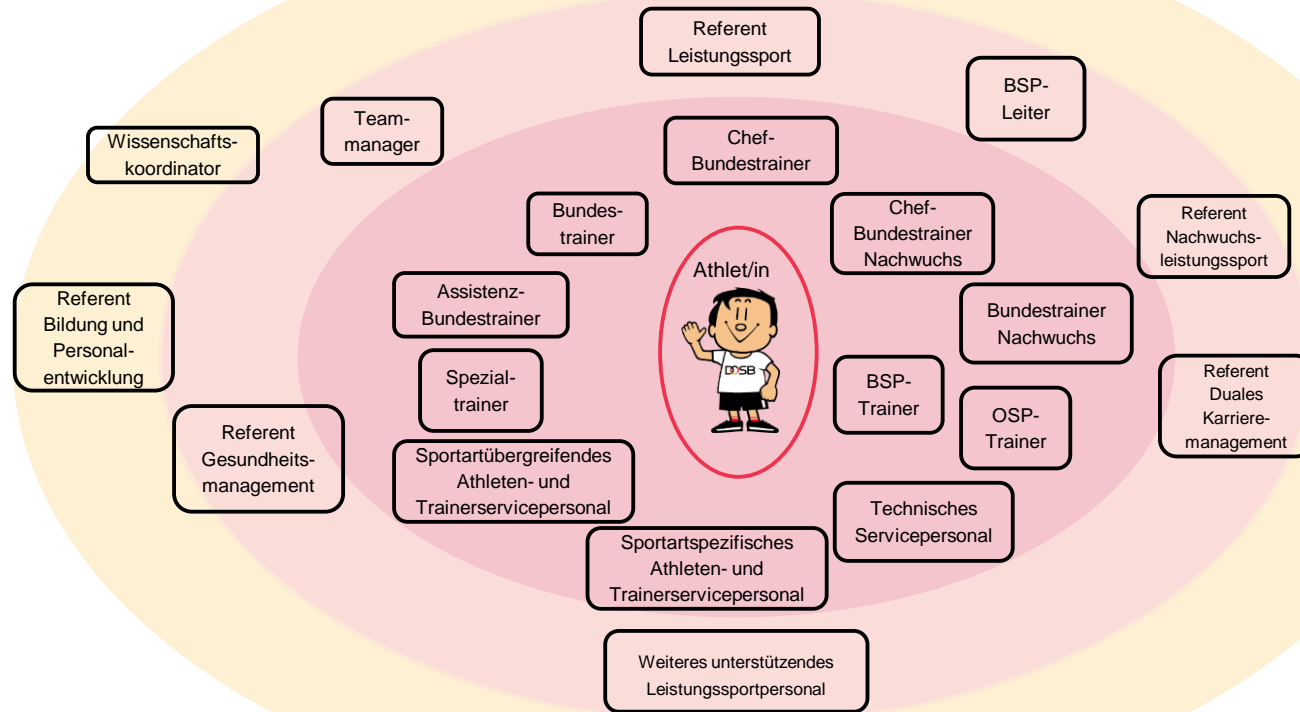 Referent
Leistungssport
BSP-
Leiter
Team-
manager
Wissenschafts-
koordinator
Chef-
Bundestrainer
Bundes-
trainer
Chef-
Bundestrainer
Nachwuchs
Referent
Nachwuchs-
leistungssport
Athlet/in
DOSB
Referent
Bildung und
Personal-
entwicklung
Assistenz-
Bundestrainer
Bundestrainer
Nachwuchs
Spezial-
trainer
BSP-
Trainer
OSP-
Trainer
Referent
Duales
Karriere-
management
Referent
Gesundheits-
management
Sportartübergreifendes
Athleten- und
Trainerservicepersonal
Technisches
Servicepersonal
Sportartspezifisches
Athleten- und
Trainerservicepersonal
Weiteres unterstützendes
Leistungssportpersonal